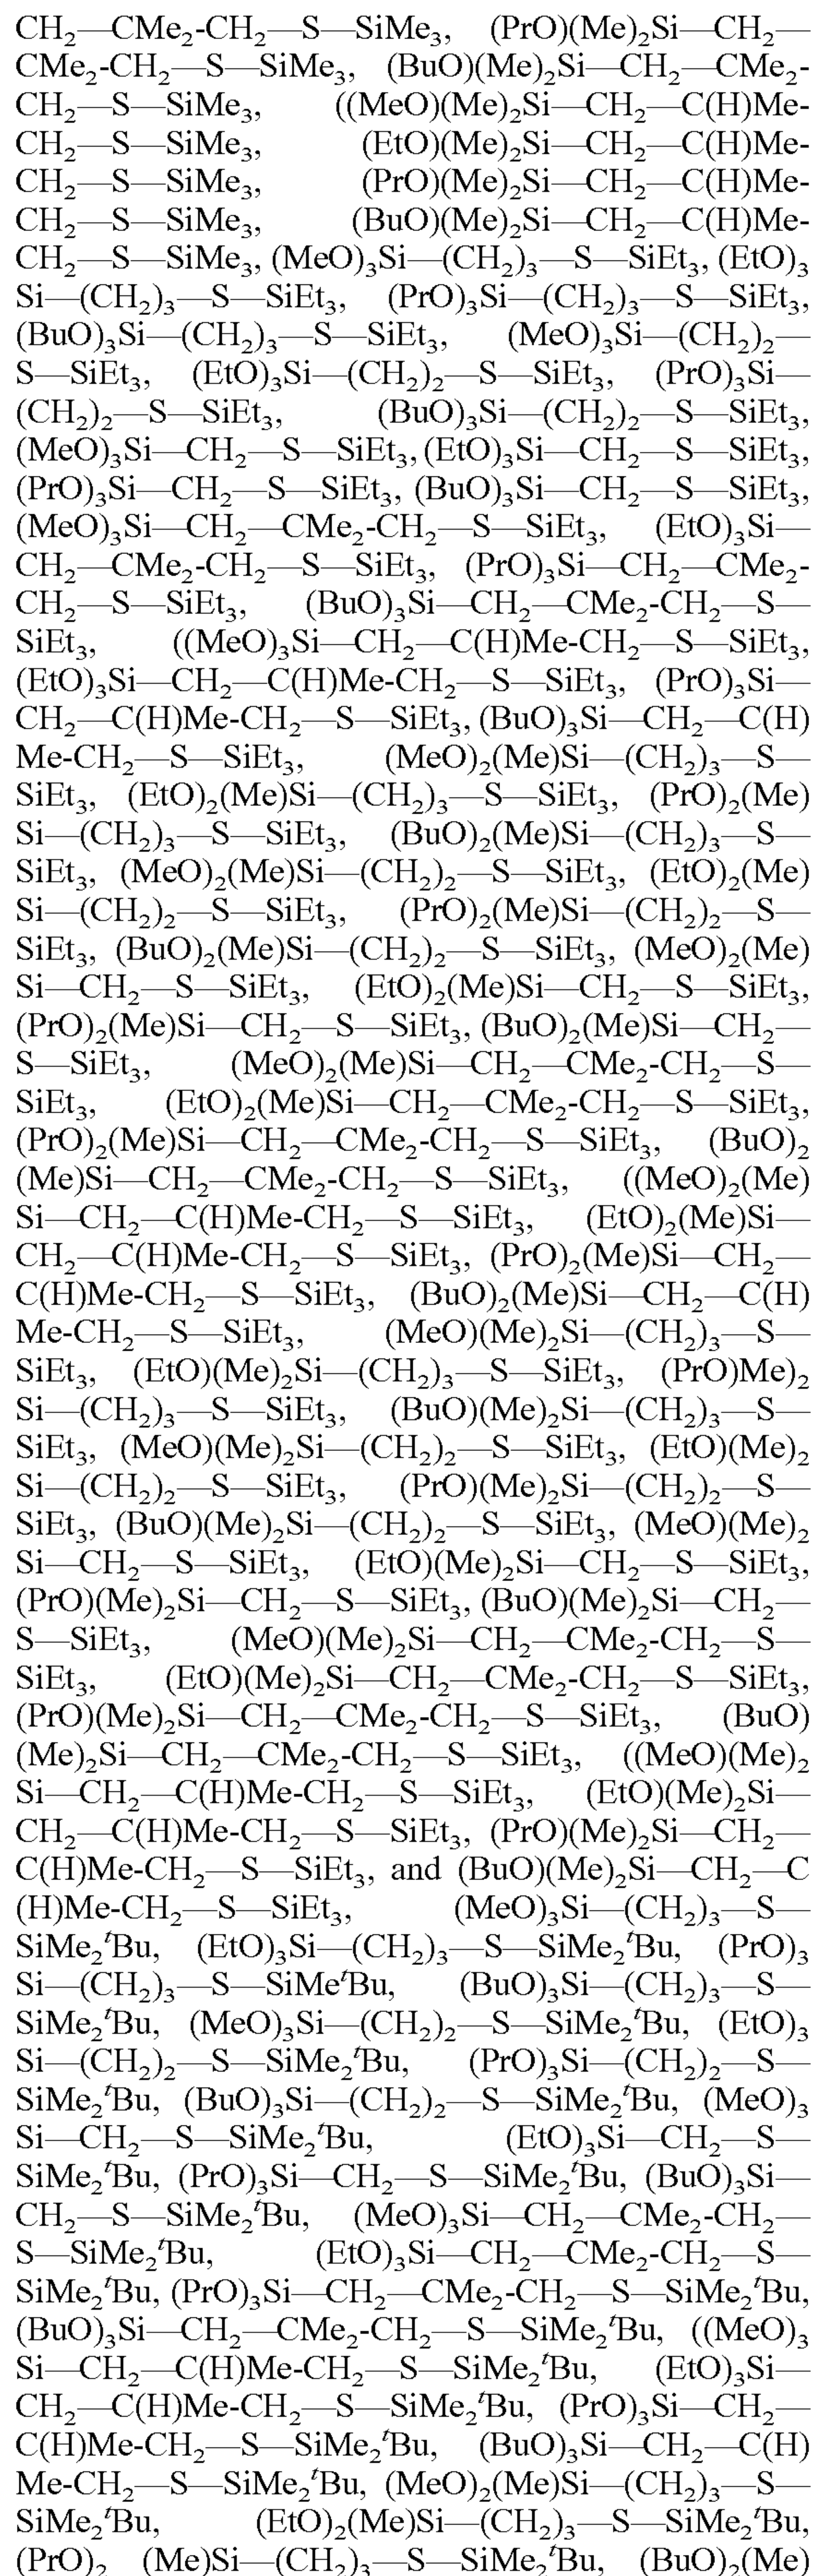 CH₂—CMe₂-CH₂—S—SiMe₃, (PrO)(Me)₂Si—CH₂—
CMe₂-CH₂—S—SiMe₃, (BuO)(Me)₂Si—CH₂—CMe₂-
CH₂—S—SiMe₃, ((MeO)(Me)₂Si—CH₂—C(H)Me-
CH₂—S—SiMe₃, (EtO)(Me)₂Si—CH₂—C(H)Me-
CH₂—S—SiMe₃, (PrO)(Me)₂Si—CH₂—C(H)Me-
CH₂—S—SiMe₃, (BuO)(Me)₂Si—CH₂—C(H)Me-
CH₂—S—SiMe₃, (MeO)₃Si—(CH₂)₃—S—SiEt₃, (EtO)₃
Si—(CH₂)₃—S—SiEt₃, (PrO)₃Si—(CH₂)₃—S—SiEt₃,
(BuO)₃Si—(CH₂)₃—S—SiEt₃, (MeO)₃Si—(CH₂)₂—
S—SiEt₃, (EtO)₃Si—(CH₂)₂—S—SiEt₃, (PrO)₃Si—
(CH₂)₂—S—SiEt₃, (BuO)₃Si—(CH₂)₂—S—SiEt₃,
(MeO)₃Si—CH₂—S—SiEt₃, (EtO)₃Si—CH₂—S—SiEt₃,
(PrO)₃Si—CH₂—S—SiEt₃, (BuO)₃Si—CH₂—S—SiEt₃,
(MeO)₃Si—CH₂—CMe₂-CH₂—S—SiEt₃, (EtO)₃Si—
CH₂—CMe₂-CH₂—S—SiEt₃, (PrO)₃Si—CH₂—CMe₂-
CH₂—S—SiEt₃, (BuO)₃Si—CH₂—CMe₂-CH₂—S—
SiEt₃, ((MeO)₃Si—CH₂—C(H)Me-CH₂—S—SiEt₃,
(EtO)₃Si—CH₂—C(H)Me-CH₂—S—SiEt₃, (PrO)₃Si—
CH₂—C(H)Me-CH₂—S—SiEt₃, (BuO)₃Si—CH₂—C(H)
Me-CH₂—S—SiEt₃, (MeO)₂(Me)Si—(CH₂)₃—S—
SiEt₃, (EtO)₂(Me)Si—(CH₂)₃—S—SiEt₃, (PrO)₂(Me)
Si—(CH₂)₃—S—SiEt₃, (BuO)₂(Me)Si—(CH₂)₃—S—
SiEt₃, (MeO)₂(Me)Si—(CH₂)₂—S—SiEt₃, (EtO)₂(Me)
Si—(CH₂)₂—S—SiEt₃, (PrO)₂(Me)Si—(CH₂)₂—S—
SiEt₃, (BuO)₂(Me)Si—(CH₂)₂—S—SiEt₃, (MeO)₂(Me)
Si—CH₂—S—SiEt₃, (EtO)₂(Me)Si—CH₂—S—SiEt₃,
(PrO)₂(Me)Si—CH₂—S—SiEt₃, (BuO)₂(Me)Si—CH₂—
S—SiEt₃, (MeO)₂(Me)Si—CH₂—CMe₂-CH₂—S—
SiEt₃, (EtO)₂(Me)Si—CH₂—CMe₂-CH₂—S—SiEt₃,
(PrO)₂(Me)Si—CH₂—CMe₂-CH₂—S—SiEt₃, (BuO)₂
(Me)Si—CH₂—CMe₂-CH₂—S—SiEt₃, ((MeO)₂(Me)
Si—CH₂—C(H)Me-CH₂—S—SiEt₃, (EtO)₂(Me)Si—
CH₂—C(H)Me-CH₂—S—SiEt₃, (PrO)₂(Me)Si—CH₂—
C(H)Me-CH₂—S—SiEt₃, (BuO)₂(Me)Si—CH₂—C(H)
Me-CH₂—S—SiEt₃, (MeO)(Me)₂Si—(CH₂)₃—S—
SiEt₃, (EtO)(Me)₂Si—(CH₂)₃—S—SiEt₃, (PrO)Me)₂
Si—(CH₂)₃—S—SiEt₃, (BuO)(Me)₂Si—(CH₂)₃—S—
SiEt₃, (MeO)(Me)₂Si—(CH₂)₂—S—SiEt₃, (EtO)(Me)₂
Si—(CH₂)₂—S—SiEt₃, (PrO)(Me)₂Si—(CH₂)₂—S—
SiEt₃, (BuO)(Me)₂Si—(CH₂)₂—S—SiEt₃, (MeO)(Me)₂
Si—CH₂—S—SiEt₃, (EtO)(Me)₂Si—CH₂—S—SiEt₃,
(PrO)(Me)₂Si—CH₂—S—SiEt₃, (BuO)(Me)₂Si—CH₂—
S—SiEt₃, (MeO)(Me)₂Si—CH₂—CMe₂-CH₂—S—
SiEt₃, (EtO)(Me)₂Si—CH₂—CMe₂-CH₂—S—SiEt₃,
(PrO)(Me)₂Si—CH₂—CMe₂-CH₂—S—SiEt₃, (BuO)
(Me)₂Si—CH₂—CMe₂-CH₂—S—SiEt₃, ((MeO)(Me)₂
Si—CH₂—C(H)Me-CH₂—S—SiEt₃, (EtO)(Me)₂Si—
CH₂—C(H)Me-CH₂—S—SiEt₃, (PrO)(Me)₂Si—CH₂—
C(H)Me-CH₂—S—SiEt₃, and (BuO)(Me)₂Si—CH₂—C
(H)Me-CH₂—S—SiEt₃, (MeO)₃Si—(CH₂)₃—S—
SiMe₂ᵗBu, (EtO)₃Si—(CH₂)₃—S—SiMe₂ᵗBu, (PrO)₃
Si—(CH₂)₃—S—SiMeᵗBu, (BuO)₃Si—(CH₂)₃—S—
SiMe₂ᵗBu, (MeO)₃Si—(CH₂)₂—S—SiMe₂ᵗBu, (EtO)₃
Si—(CH₂)₂—S—SiMe₂ᵗBu, (PrO)₃Si—(CH₂)₂—S—
SiMe₂ᵗBu, (BuO)₃Si—(CH₂)₂—S—SiMe₂ᵗBu, (MeO)₃
Si—CH₂—S—SiMe₂ᵗBu, (EtO)₃Si—CH₂—S—
SiMe₂ᵗBu, (PrO)₃Si—CH₂—S—SiMe₂ᵗBu, (BuO)₃Si—
CH₂—S—SiMe₂ᵗBu, (MeO)₃Si—CH₂—CMe₂-CH₂—
S—SiMe₂ᵗBu, (EtO)₃Si—CH₂—CMe₂-CH₂—S—
SiMe₂ᵗBu, (PrO)₃Si—CH₂—CMe₂-CH₂—S—SiMe₂ᵗBu,
(BuO)₃Si—CH₂—CMe₂-CH₂—S—SiMe₂ᵗBu, ((MeO)₃
Si—CH₂—C(H)Me-CH₂—S—SiMe₂ᵗBu, (EtO)₃Si—
CH₂—C(H)Me-CH₂—S—SiMe₂ᵗBu, (PrO)₃Si—CH₂—
C(H)Me-CH₂—S—SiMe₂ᵗBu, (BuO)₃Si—CH₂—C(H)
Me-CH₂—S—SiMe₂ᵗBu, (MeO)₂(Me)Si—(CH₂)₃—S—
SiMe₂ᵗBu, (EtO)₂(Me)Si—(CH₂)₃—S—SiMe₂ᵗBu,
(PrO)₂ (Me)Si—(CH₂)₃—S—SiMe₂ᵗBu, (BuO)₂(Me)